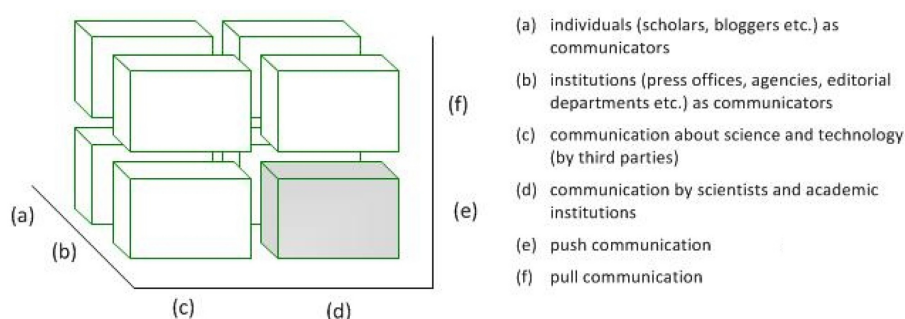 (a)
(b)
(c)
(d)
(e)
(f)
(a) individuals (scholars, bloggers etc.) as
communicators
(b) institutions (press offices, agencies, editorial
departments etc.) as communicators
(c) communication about science and technology
(by third parties)
(d) communication by scientists and academic
institutions
(e) push communication
(f) pull communication